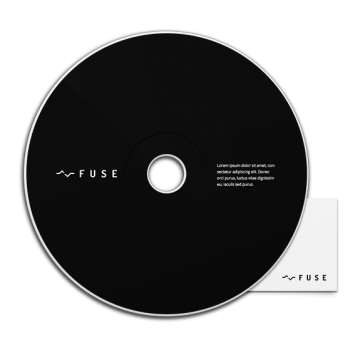 FUSE
Lorem ipsum dolor sit amet, con-
sectetur adipiscing elit. Donec
orci purus, luctus vitae dignissim
eu, iaculis sed purus.
FUSE